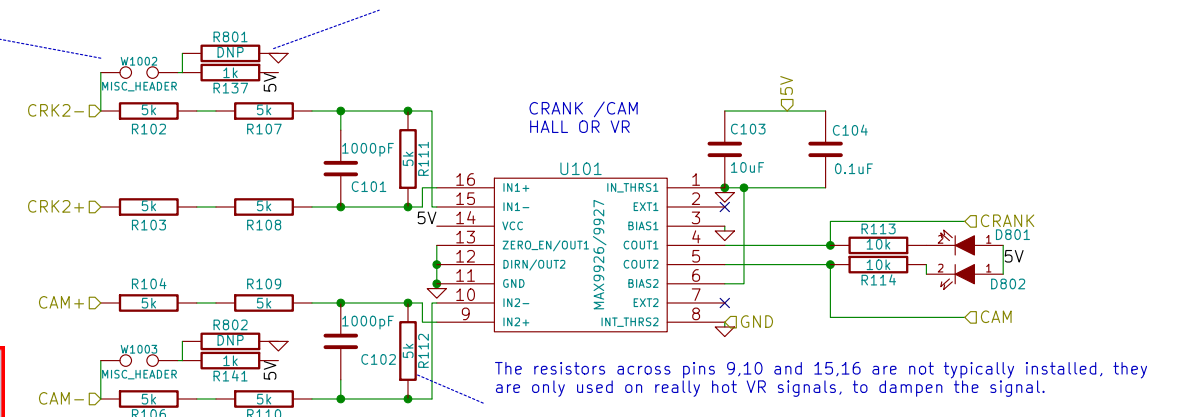 R801
DNP
W1002
1k
5V
MISC_HEADER
R137
CRK2-
5k
5k
R102
R107
CRANK /CAM
HALL OR VR
5V
C103
C104
10uF
0.1uF
1000pF
C101
5k
R111
U101
CRK2+
5k
5k
R103
R108
5V
16 IN1+ IN_THRS1 1
15 IN1- EXT1 2
14 VCC BIAS1 3
13 ZERO_EN/OUT1 COUT1 4
12 DIRN/OUT2 COUT2 5
11 GND BIAS2 6
10 IN2- EXT2 7
9 IN2+ INT_THRS2 8
MAX9926/9927
GND
CRANK
R113
10k
2
1
D801
5V
10k
R114
2
1
D802
CAM
R104
R109
CAM+
5k
5k
1000pF
C102
5k
R112
R802
DNP
W1003
1k
5V
MISC_HEADER
R141
CAM-
5k
5k
R106
R110
The resistors across pins 9,10 and 15,16 are not typically installed, they
are only used on really hot VR signals, to dampen the signal.